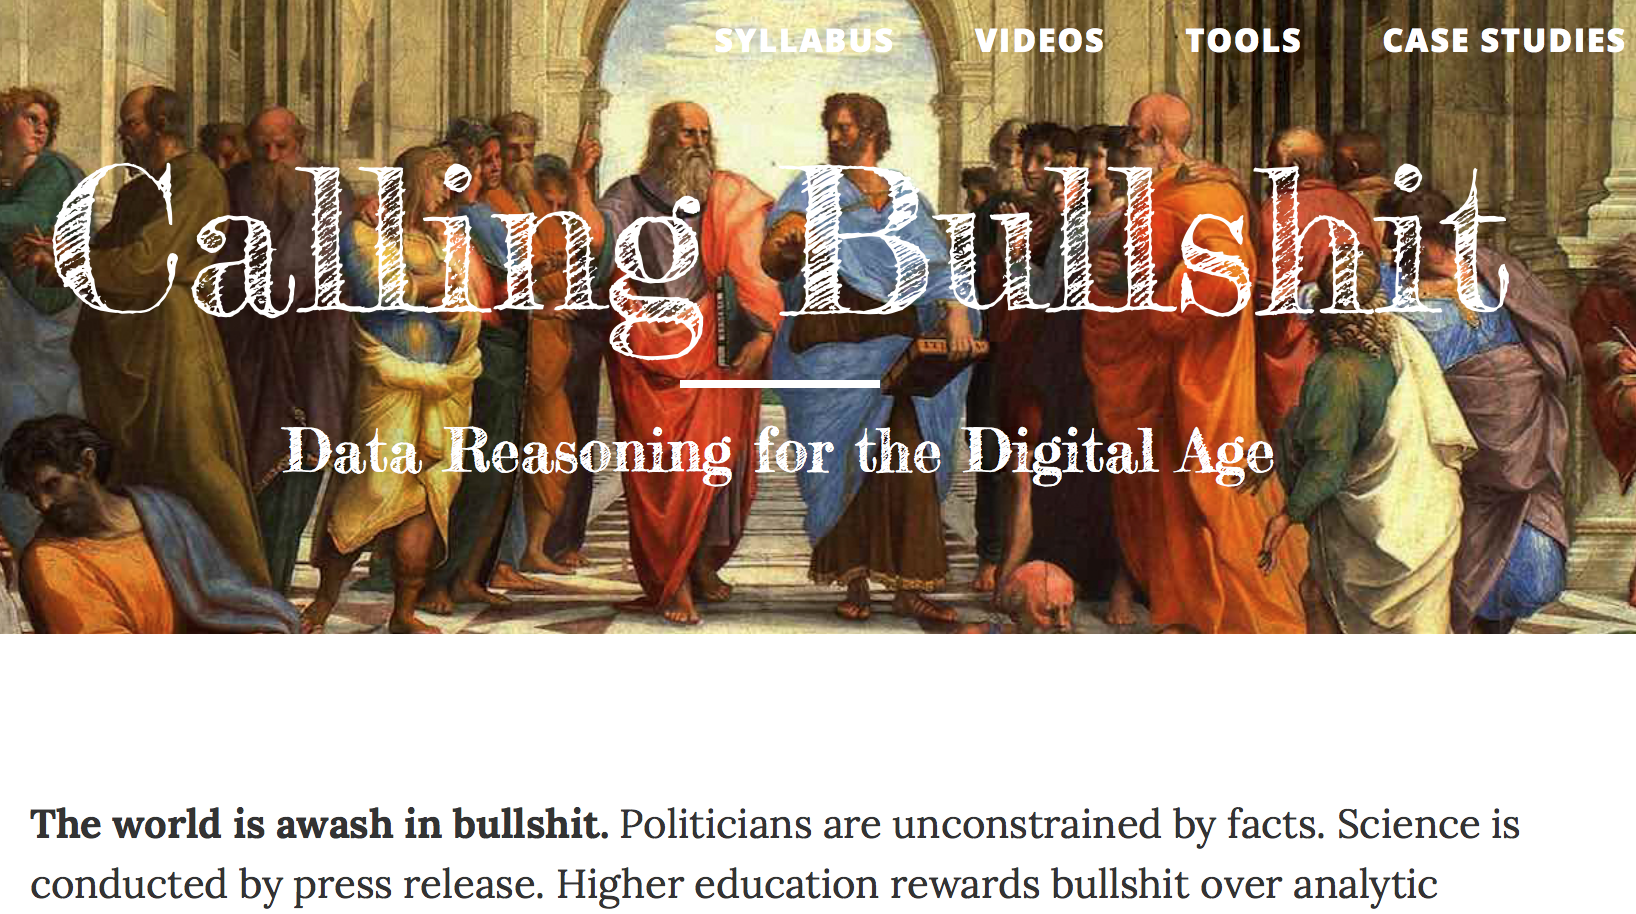 SYLLABUS VIDEOS TOOLS CASE STUDIES
Calling Bullshit
Data Reasoning for the Digital Age
The world is awash in bullshit. Politicians are unconstrained by facts. Science is
conducted by press release. Higher education rewards bullshit over analytic